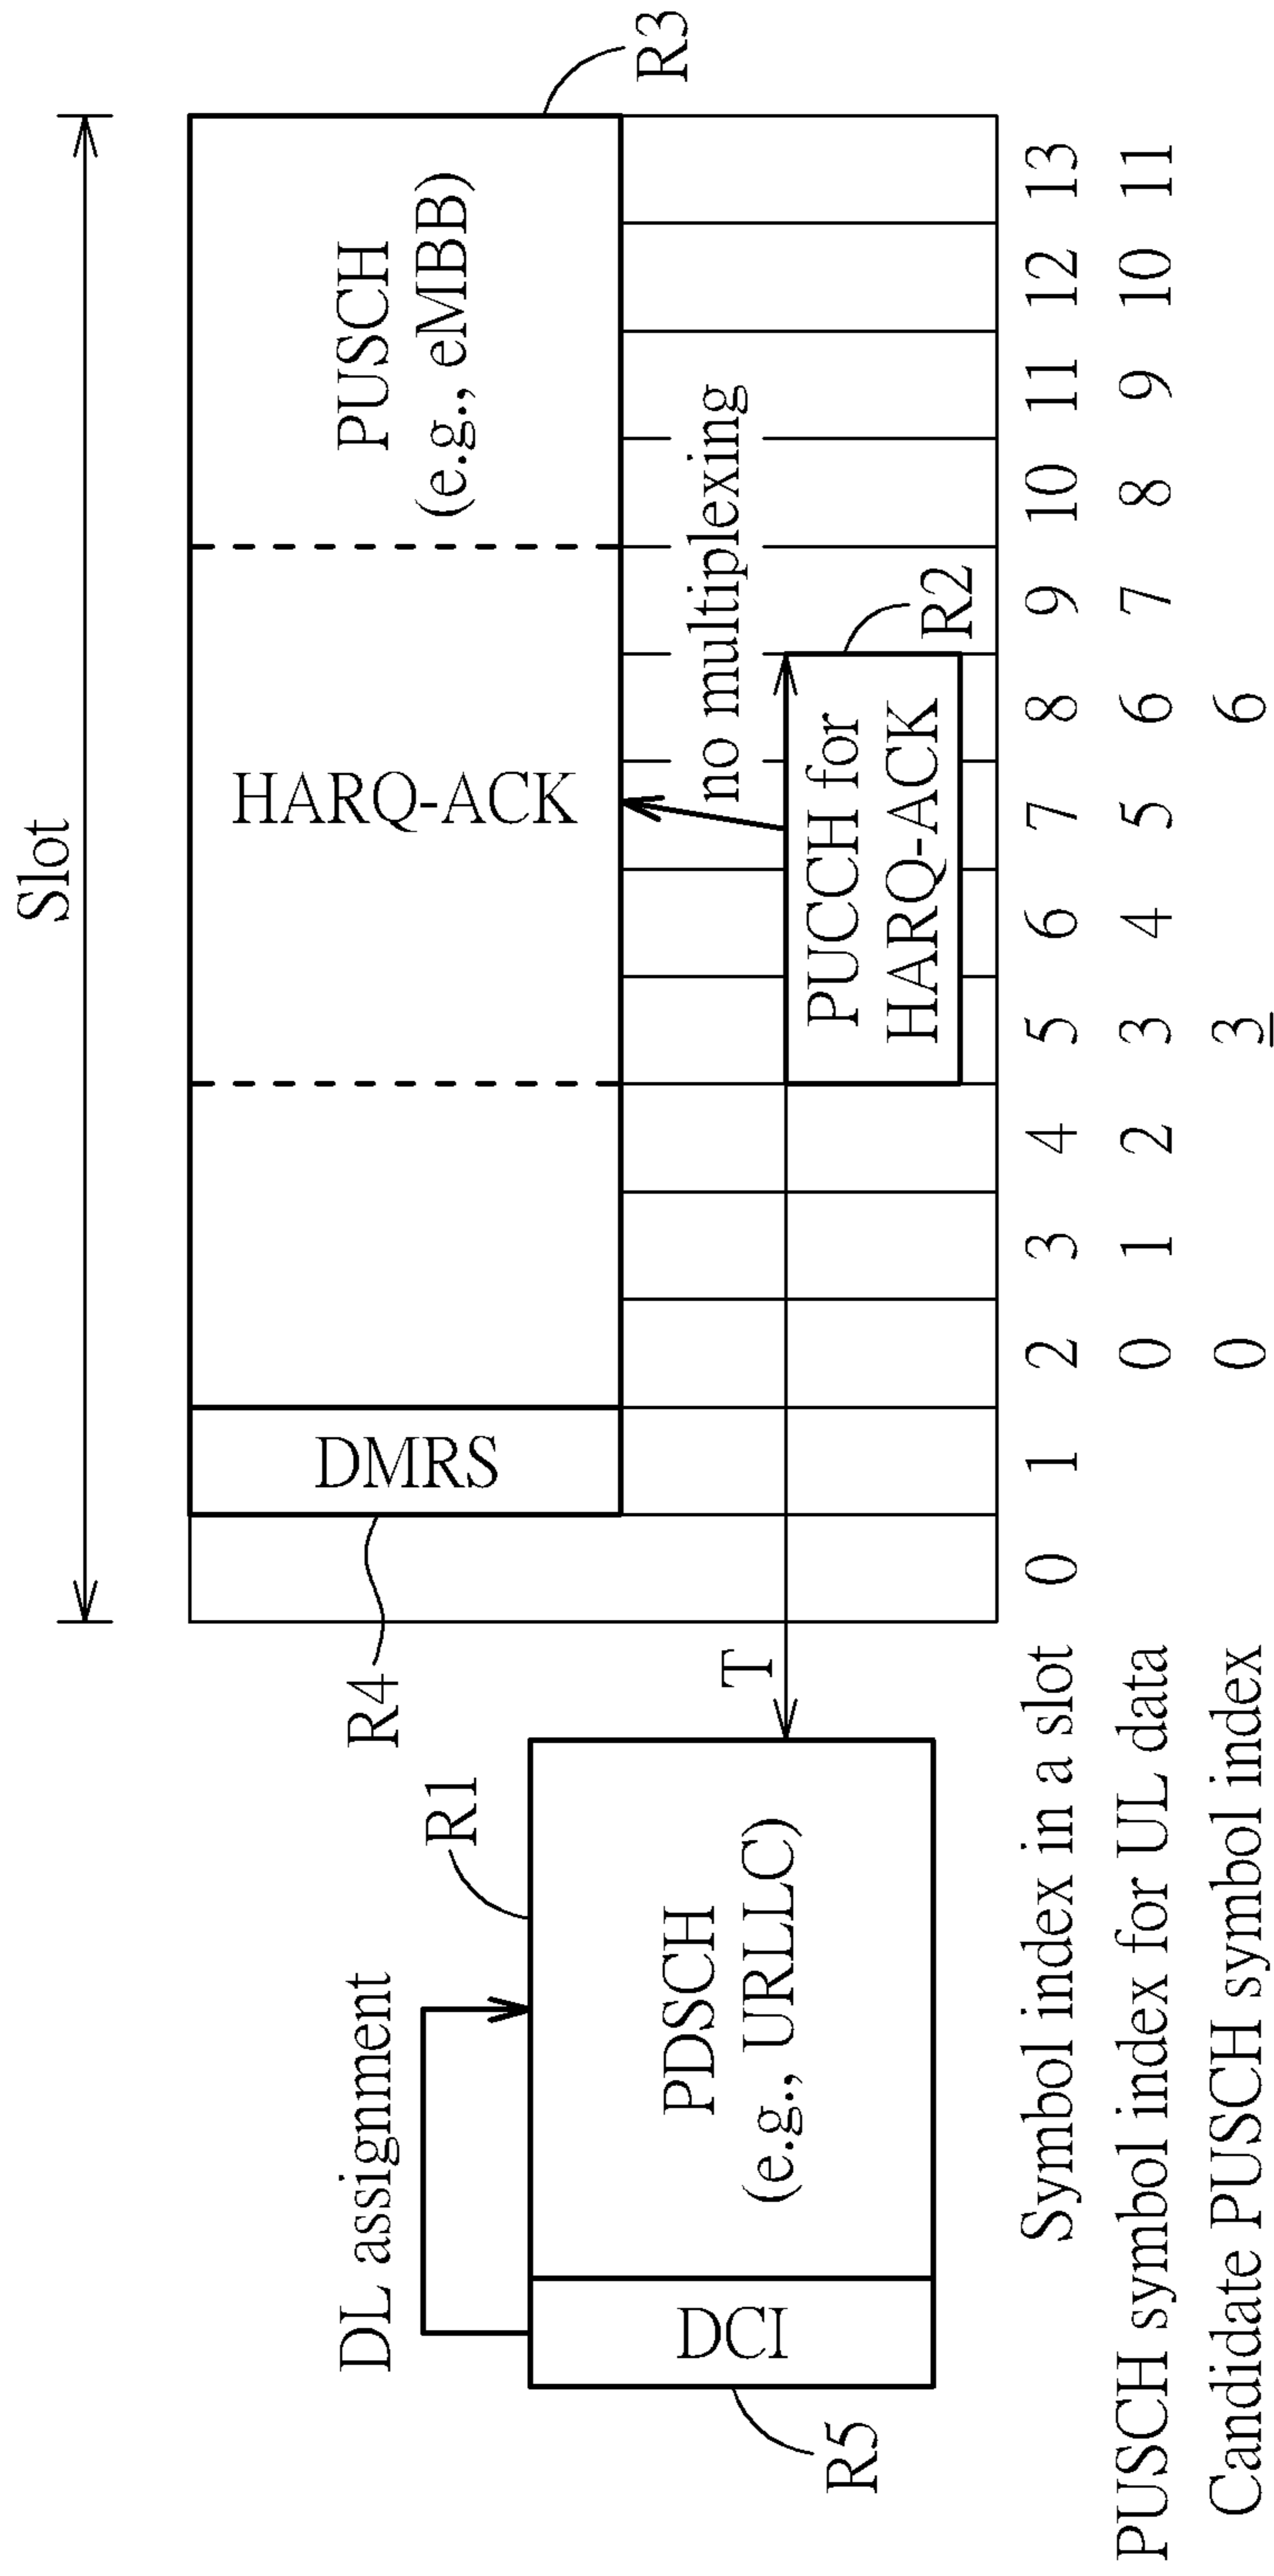 Slot
R4
DMRS
HARQ-ACK
PUSCH
(e.g., eMBB)
R3
DL assignment
R1
R5
DCI
PDSCH
(e.g., URLLC)
T
no multiplexing
PUCCH for
HARQ-ACK
R2
Symbol index in a slot 0 1 2 3 4 5 6 7 8 9 10 11 12 13
PUSCH symbol index for UL data 0 1 2 3 4 5 6 7 8 9 10 11
Candidate PUSCH symbol index 0 3 6